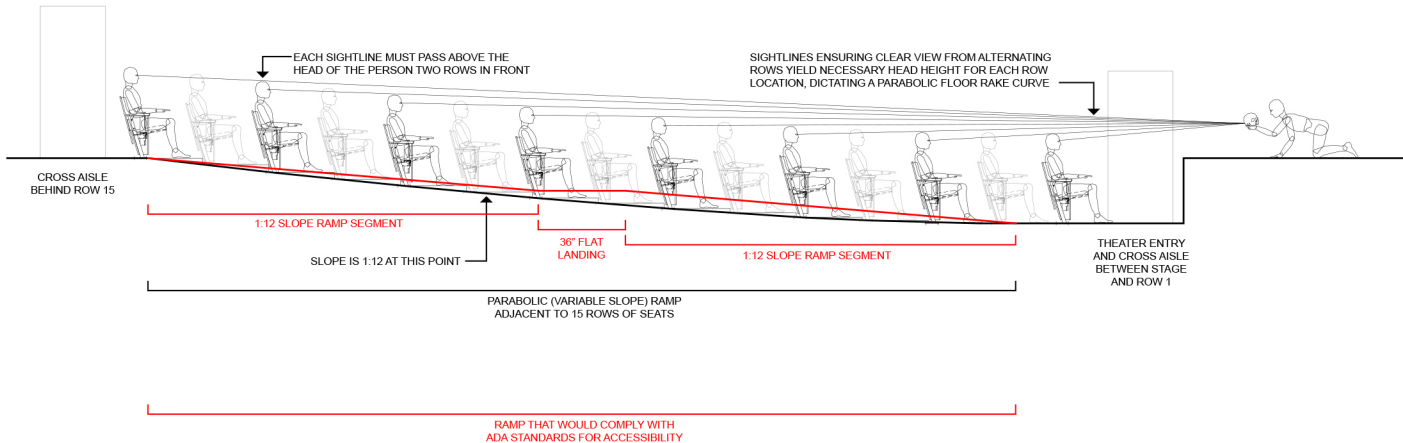 EACH SIGHTLINE MUST PASS ABOVE THE
HEAD OF THE PERSON TWO ROWS IN FRONT
SIGHTLINES ENSURING CLEAR VIEW FROM ALTERNATING
ROWS YIELD NECESSARY HEAD HEIGHT FOR EACH ROW
LOCATION, DICTATING A PARABOLIC FLOOR RAKE CURVE
CROSS AISLE
BEHIND ROW 15
1:12 SLOPE RAMP SEGMENT
36" FLAT
LANDING
1:12 SLOPE RAMP SEGMENT
SLOPE IS 1:12 AT THIS POINT
THEATER ENTRY
AND CROSS AISLE
BETWEEN STAGE
AND ROW 1
PARABOLIC (VARIABLE SLOPE) RAMP
ADJACENT TO 15 ROWS OF SEATS
RAMP THAT WOULD COMPLY WITH
ADA STANDARDS FOR ACCESSIBILITY